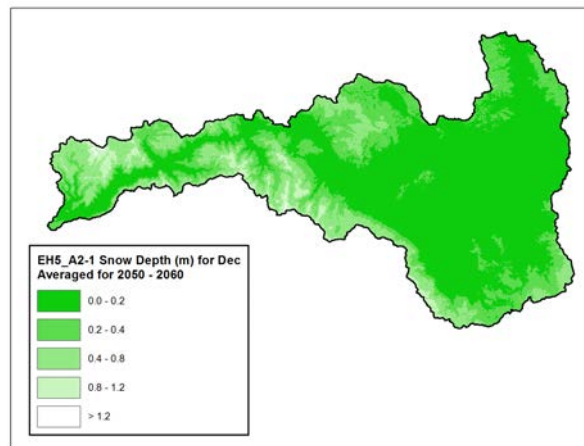 EH5_A2-1 Snow Depth (m) for Dec
Averaged for 2050 - 2060
0.0 - 0.2
0.2 - 0.4
0.4 - 0.8
0.8 - 1.2
> 1.2